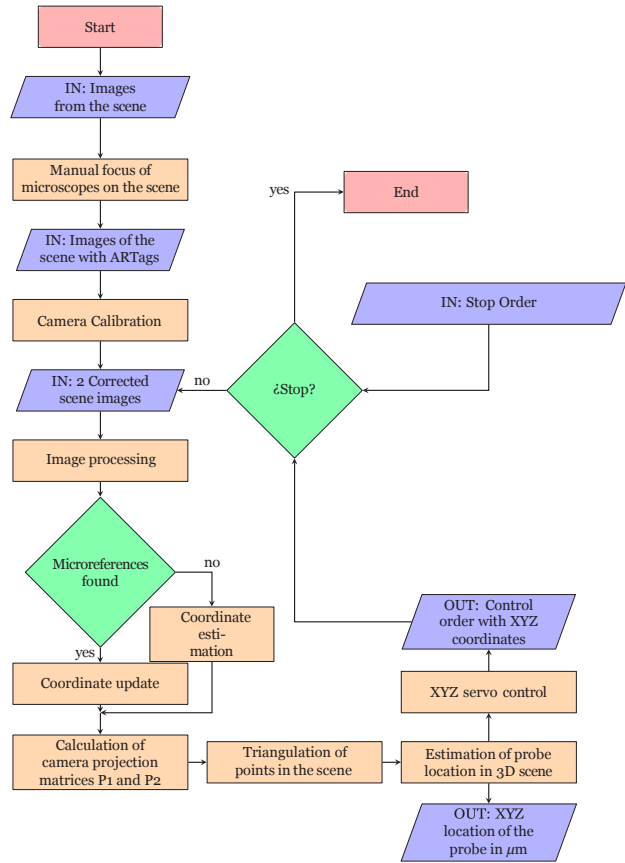 Start
IN: Images
from the scene
Manual focus of
microscopes on the scene
IN: Images of the
scene with ARTags
Camera Calibration
IN: 2 Corrected
scene images
Image processing
Microreferences
found
no
Coordinate
esti-
mation
yes
Coordinate update
Calculation of
camera projection
matrices P1 and P2
Triangulation of
points in the scene
Estimation of probe
location in 3D scene
OUT: XYZ
location of the
probe in μm
XYZ servo control
OUT: Control
order with XYZ
coordinates
¿Stop?
no
yes
End
IN: Stop Order